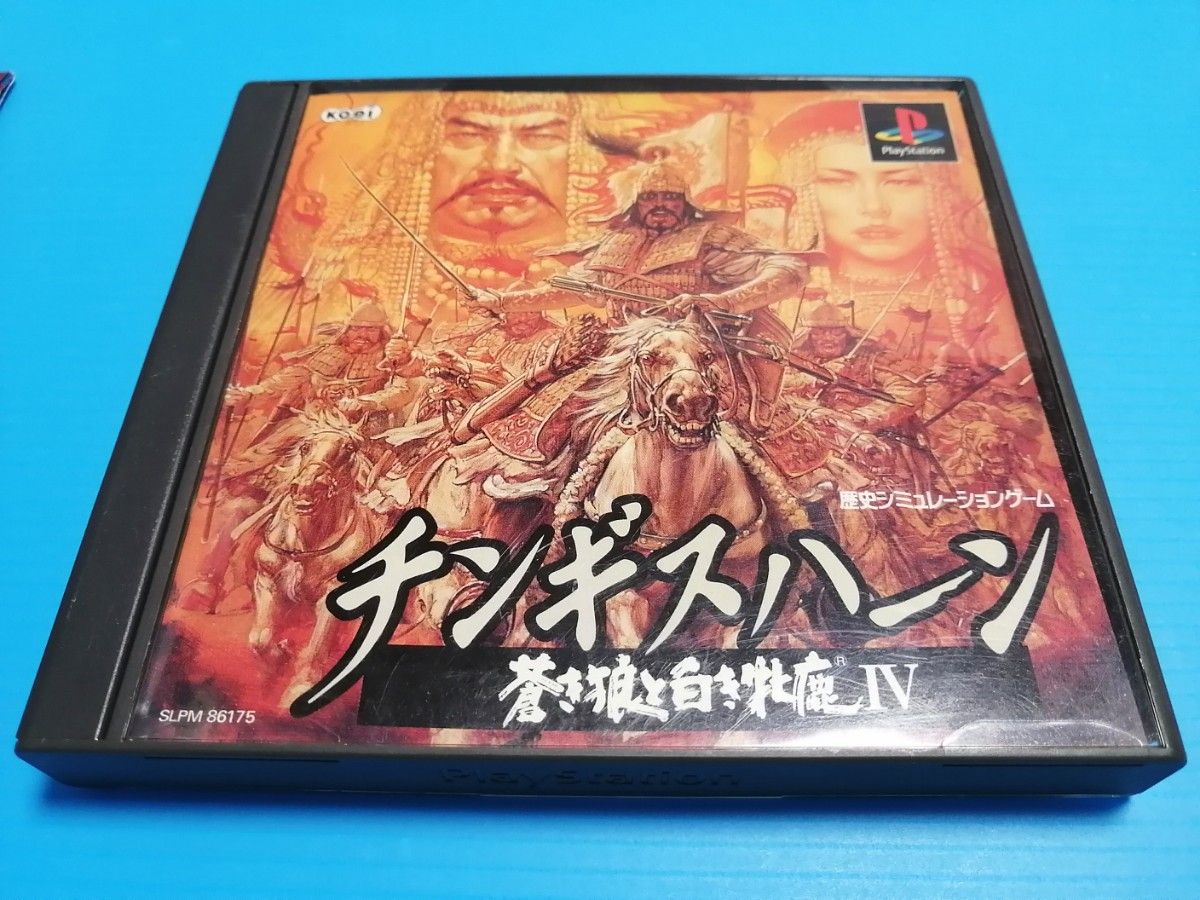 KOEI
PlayStation
歴史シミュレーションゲーム
チンギスハーン
蒼き狼と白き牝鹿® IV
SLPM 86175
PlayStation